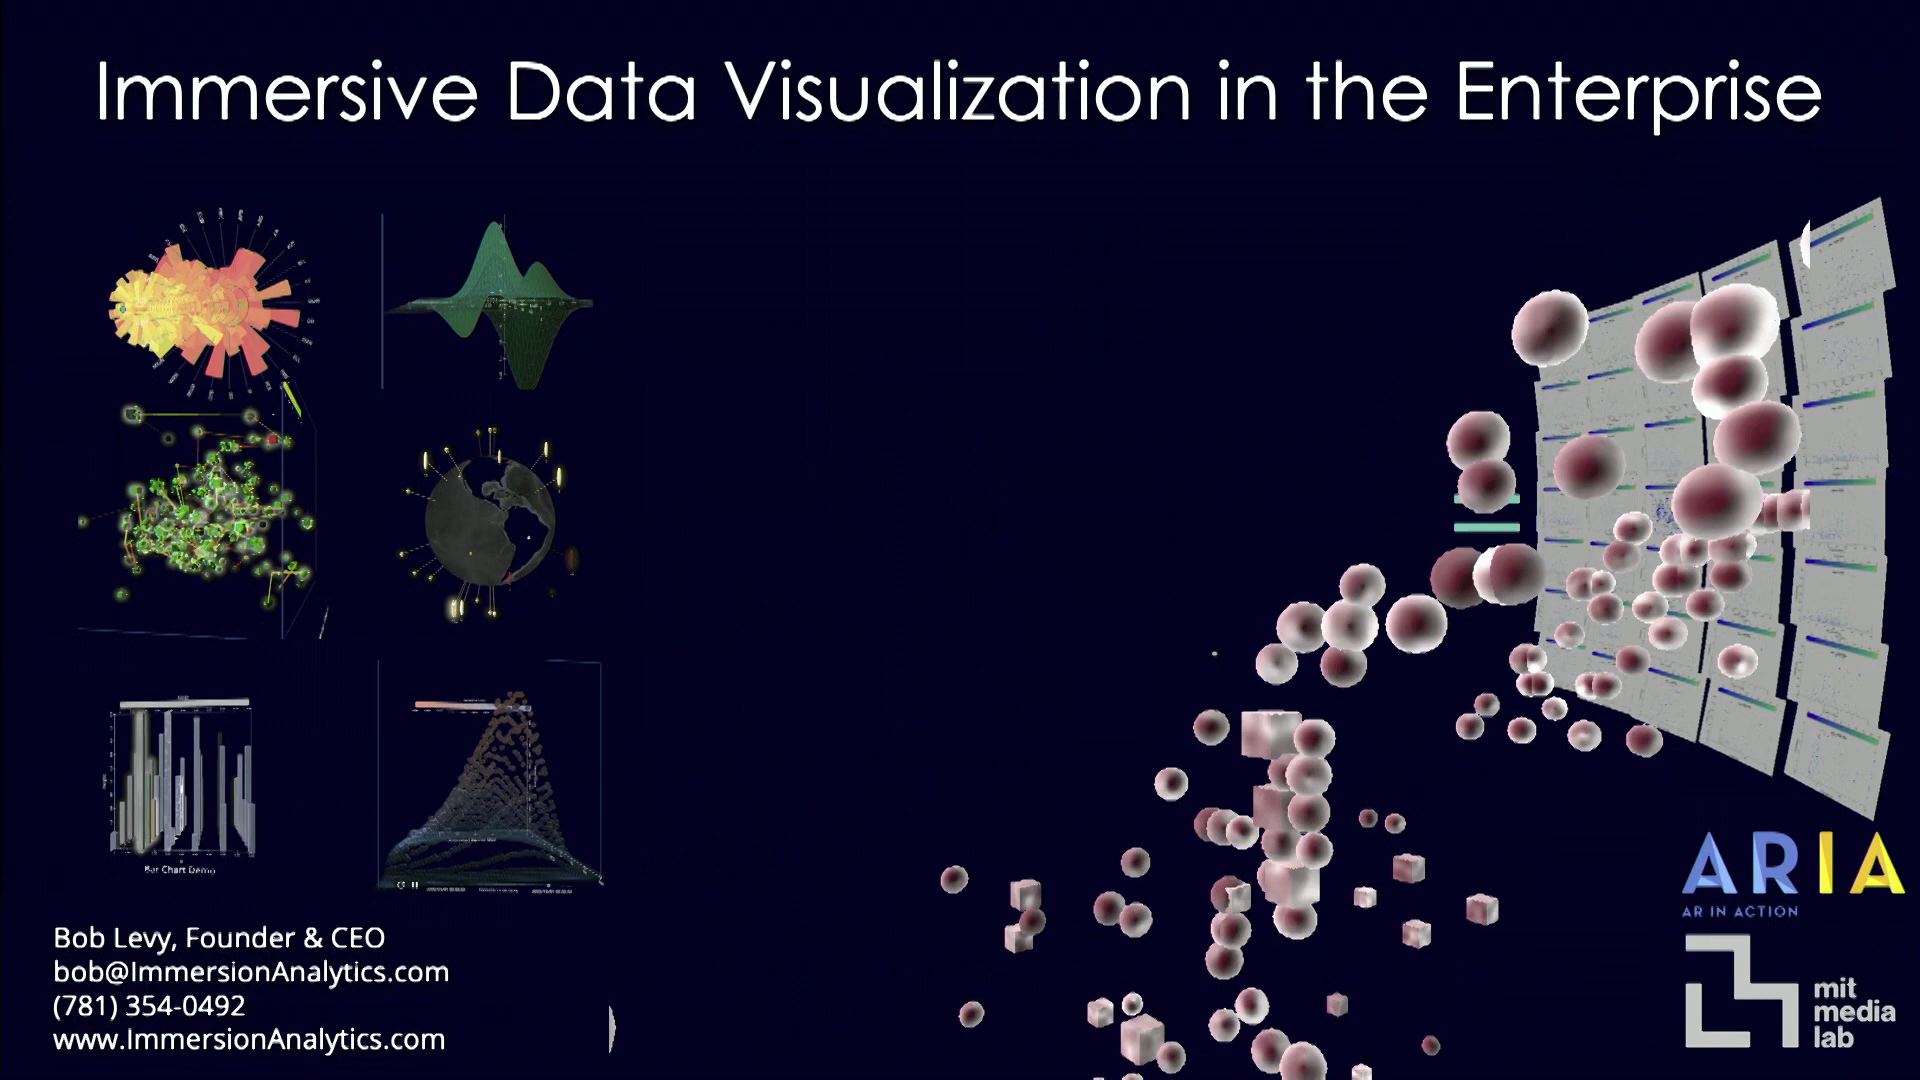 Immersive Data Visualization in the Enterprise
Bar Chart Demo
Bob Levy, Founder & CEO
bob@ImmersionAnalytics.com
(781) 354-0492
www.ImmersionAnalytics.com
ARIA
AR IN ACTION
mit
media
lab